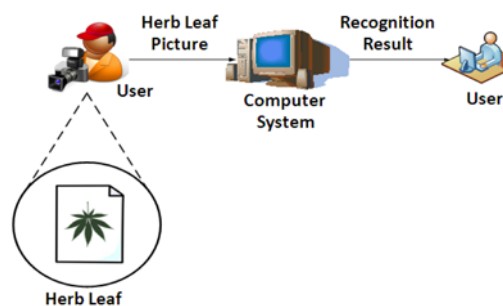 Herb Leaf
Picture
Recognition
Result
User
Computer
System
User
Herb Leaf